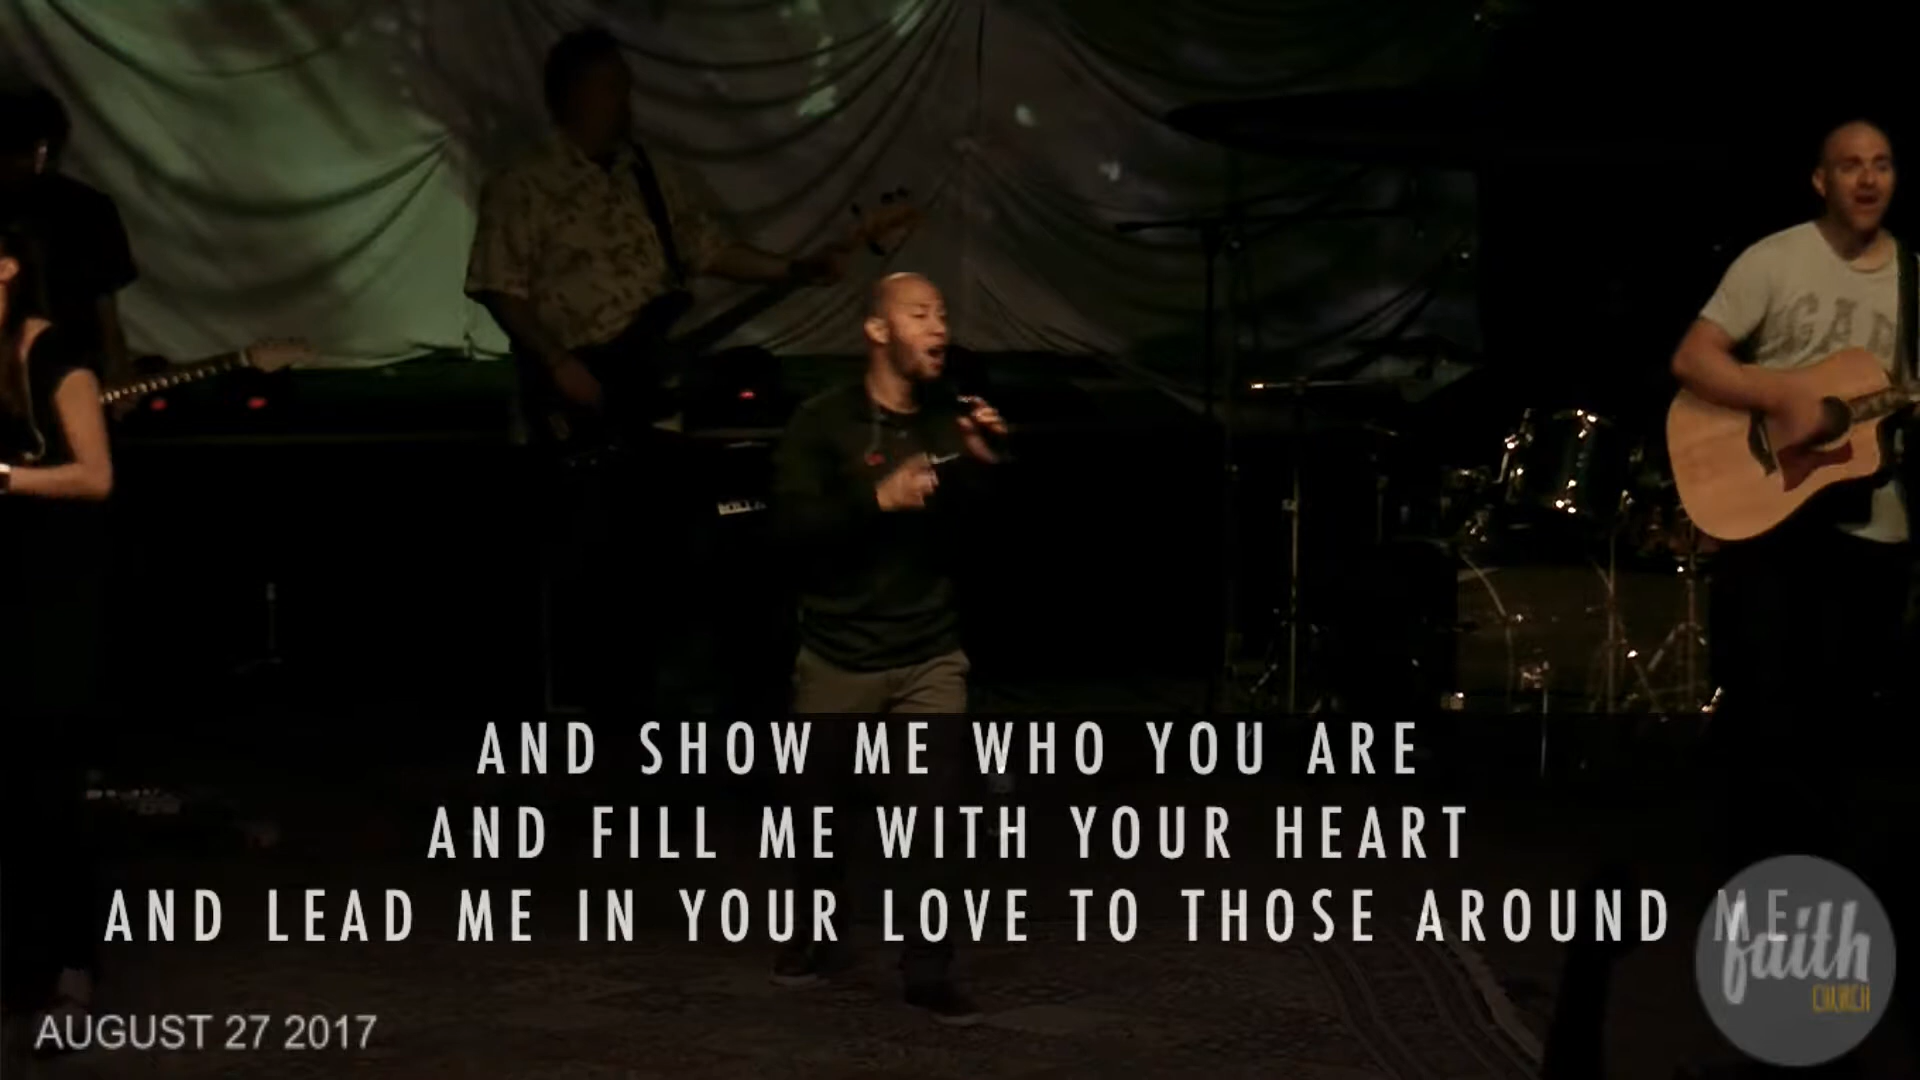 AND SHOW ME WHO YOU ARE
AND FILL ME WITH YOUR HEART
AND LEAD ME IN YOUR LOVE TO THOSE AROUND ME
faith
CHURCH
AUGUST 27 2017